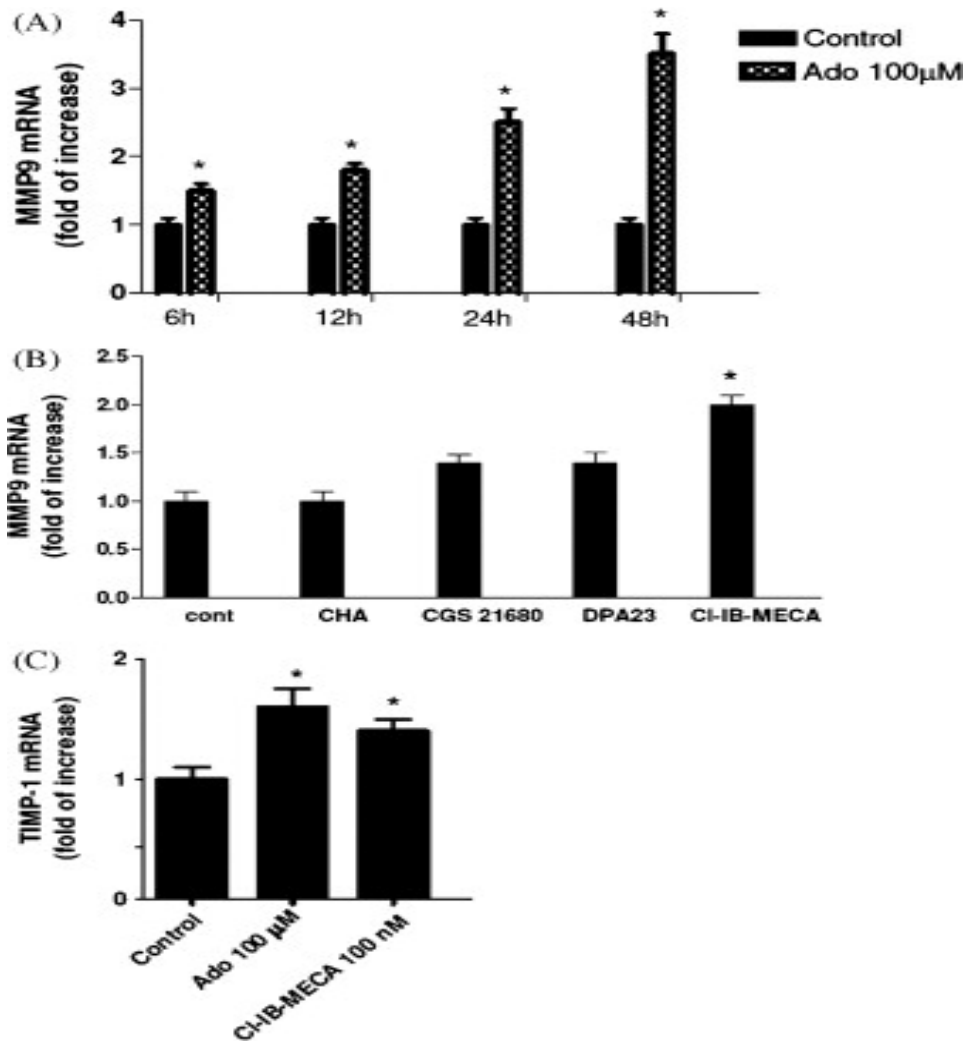 (A)
MMP9 mRNA
(fold of increase)
4
3
2
1
0
*
*
*
*
Control
Ado 100µM
6h
12h
24h
48h
(B)
MMP9 mRNA
(fold of increase)
2.5
2.0
1.5
1.0
0.5
0.0
*
cont
CHA
CGS 21680
DPA23
Cl-IB-MECA
(C)
TIMP-1 mRNA
(fold of increase)
2
1
0
*
*
Control
Ado 100 µM
Cl-IB-MECA 100 nM